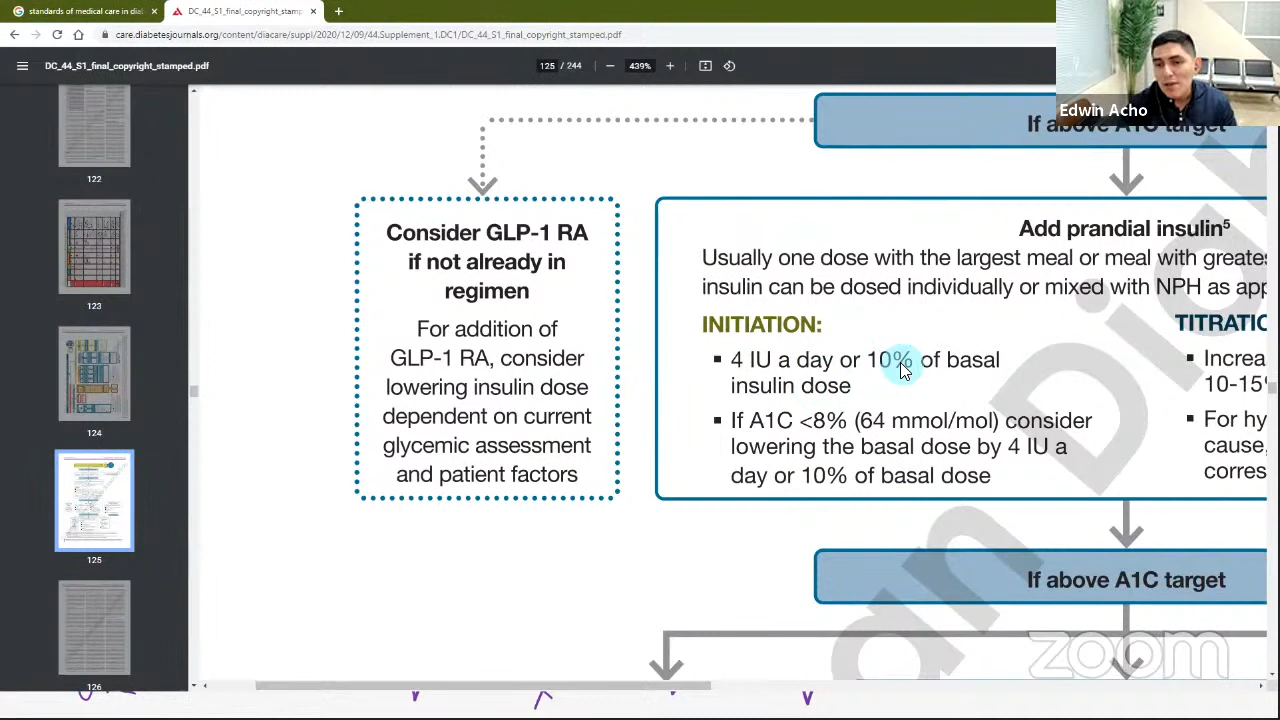 standards of medical care in dia
DC_44_S1_final_copyright_stamp
care.diabetesjournals.org/content/diacare/suppl/2020/12/09/44.Supplement_1.DC1/DC_44_S1_final_copyright_stamped.pdf
DC_44_S1_final_copyright_stamped.pdf
125 / 244
439%
Edwin Acho
122
123
124
125
126
If above A1C target
Consider GLP-1 RA
if not already in
regimen
For addition of
GLP-1 RA, consider
lowering insulin dose
dependent on current
glycemic assessment
and patient factors
Add prandial insulin⁵
Usually one dose with the largest meal or meal with greates
insulin can be dosed individually or mixed with NPH as app
INITIATION:
▪ 4 IU a day or 10% of basal
insulin dose
▪ If A1C <8% (64 mmol/mol) consider
lowering the basal dose by 4 IU a
day or 10% of basal dose
TITRATIO
▪ Increa
10-15%
▪ For hy
cause,
corres
If above A1C target
an Diab
zoom